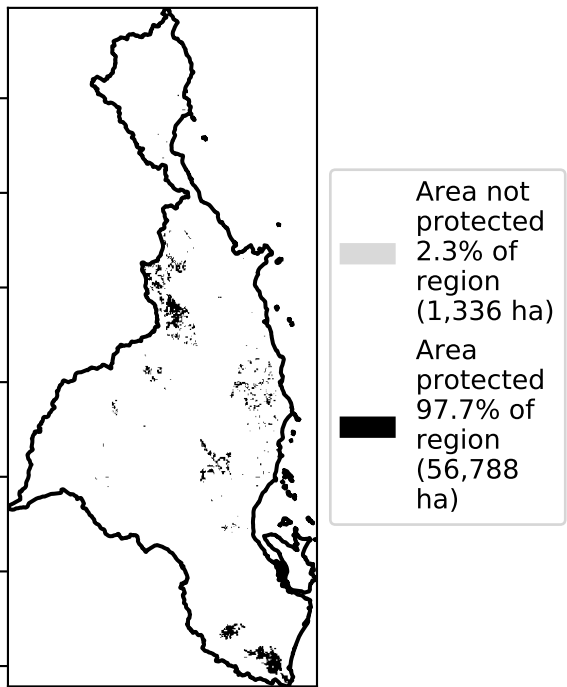 Area not
protected
2.3% of
region
(1,336 ha)
Area
protected
97.7% of
region
(56,788
ha)